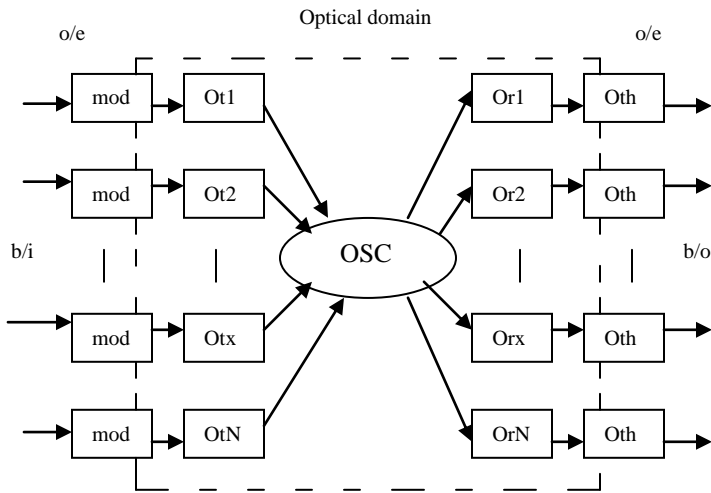 Optical domain
o/e
o/e
mod
Ot1
Or1
Oth
mod
Ot2
Or2
Oth
b/i
OSC
b/o
mod
Otx
Orx
Oth
mod
OtN
OrN
Oth